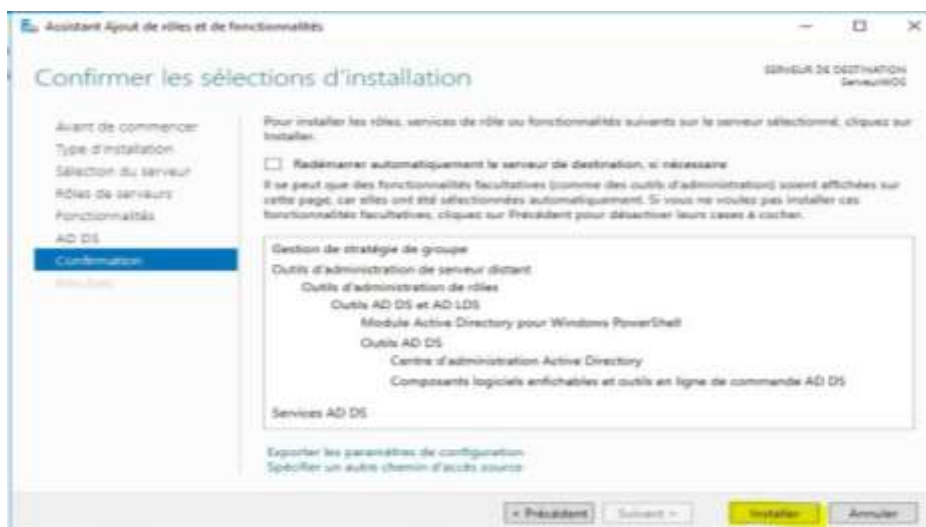 Assistant Ajout de rôles et de fonctionnalités
Confirmer les sélections d'installation
SERVEUR DE DESTINATION
Avant de commencer
Type d'installation
Sélection du serveur
Rôles de serveurs
Fonctionnalités
AD DS
Confirmation
Résultats
Pour installer les rôles, services de rôle ou fonctionnalités suivants sur le serveur sélectionné, cliquez sur
Installer.
Redémarrer automatiquement le serveur de destination, si nécessaire
Il se peut que des fonctionnalités facultatives (comme des outils d'administration) soient affichées sur
cette page, car elles ont été sélectionnées automatiquement. Si vous ne voulez pas installer ces
fonctionnalités facultatives, cliquez sur Précédent pour désactiver leurs cases à cocher.
Gestion de stratégie de groupe
Outils d'administration de serveur distant
Outils d'administration de rôles
Outils AD DS et AD LDS
Module Active Directory pour Windows PowerShell
Outils AD DS
Centre d'administration Active Directory
Composants logiciels enfichables et outils en ligne de commande AD DS
Services AD DS
Exporter les paramètres de configuration
Spécifier un autre chemin d'accès source
< Précédent
Suivant >
Installer
Annuler